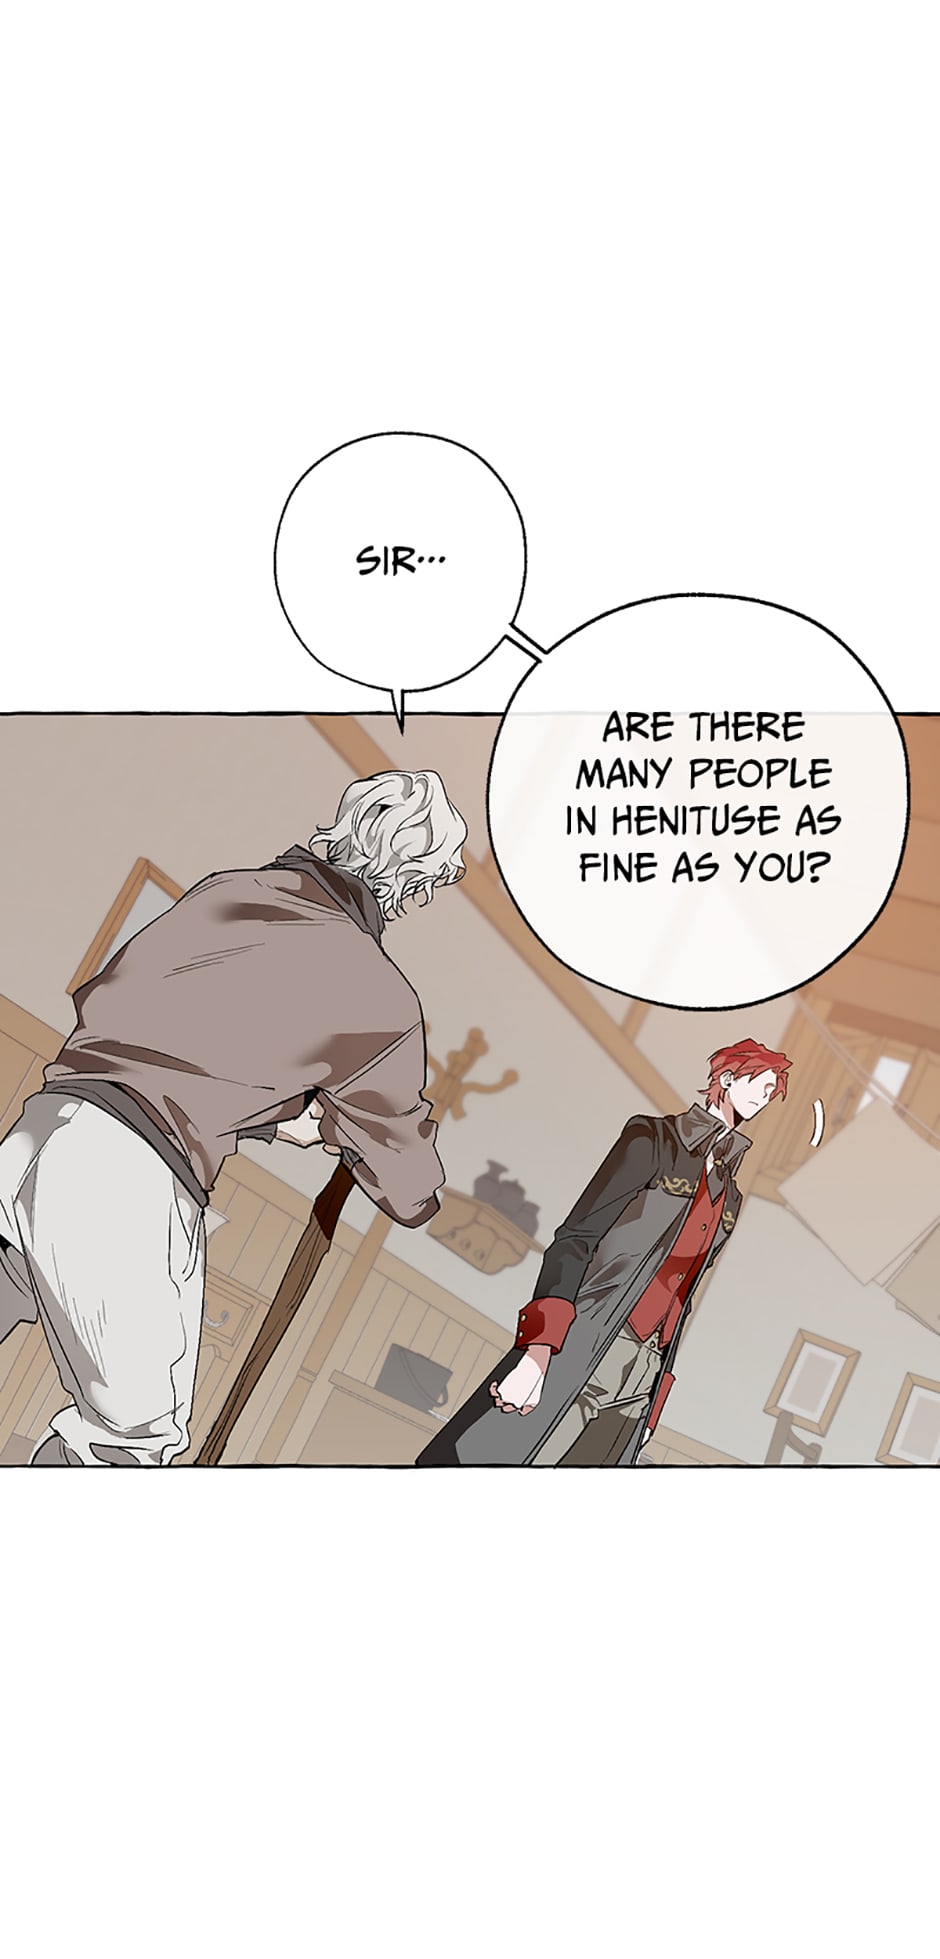 SIR...
ARE THERE
MANY PEOPLE
IN HENITUSE AS
FINE AS YOU?